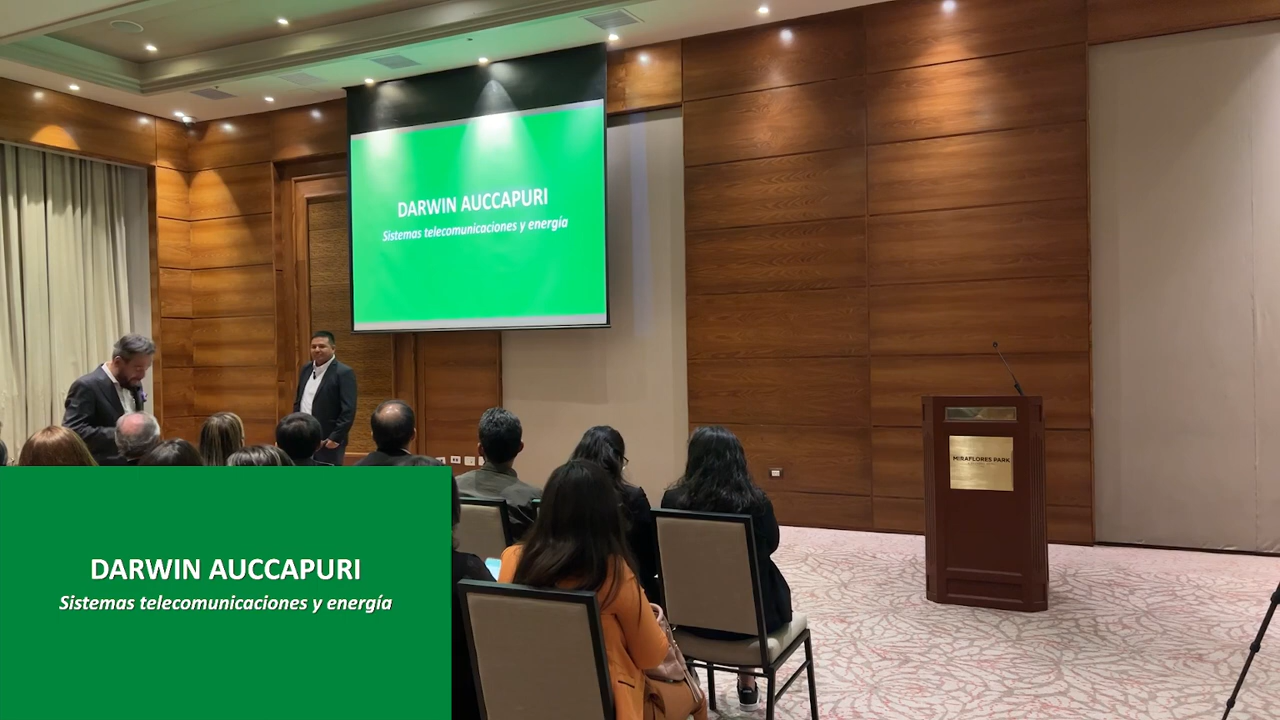 DARWIN AUCCAPURI
Sistemas telecomunicaciones y energía
MIRAFLORES PARK
DARWIN AUCCAPURI
Sistemas telecomunicaciones y energía